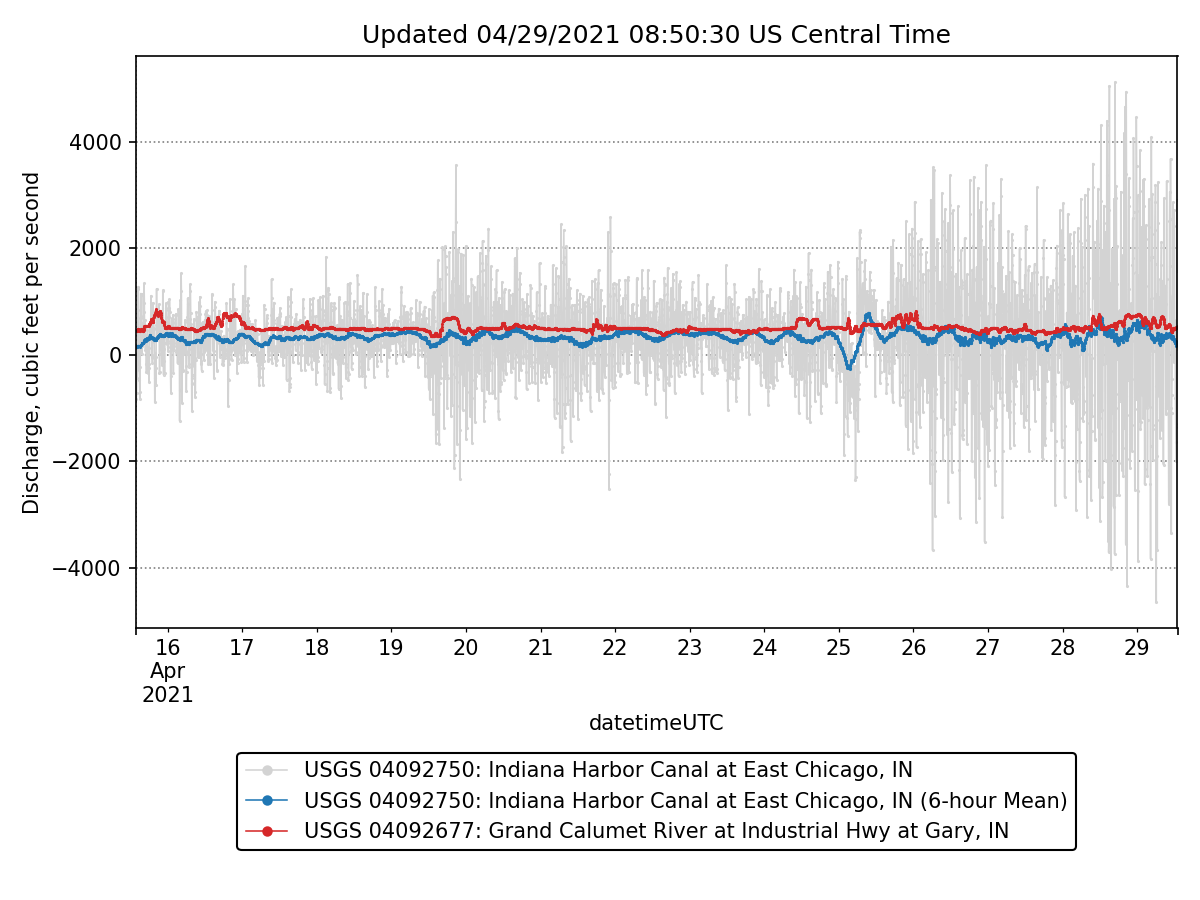 Updated 04/29/2021 08:50:30 US Central Time
Discharge, cubic feet per second
4000
2000
0
−2000
−4000
16 17 18 19 20 21 22 23 24 25 26 27 28 29
Apr
2021
datetimeUTC
USGS 04092750: Indiana Harbor Canal at East Chicago, IN
USGS 04092750: Indiana Harbor Canal at East Chicago, IN (6-hour Mean)
USGS 04092677: Grand Calumet River at Industrial Hwy at Gary, IN